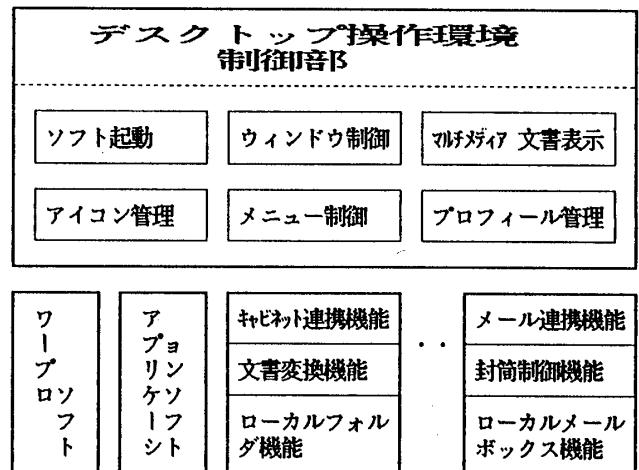 デスクトップ操作環境
制御部
ソフト起動
ウィンドウ制御
マルチメディア 文書表示
アイコン管理
メニュー制御
プロフィール管理
ワープロソフト
アプリケーションソフト
キャビネット連携機能
文書変換機能
ローカルフォル
ダ機能
・・
メール連携機能
封筒制御機能
ローカルメール
ボックス機能